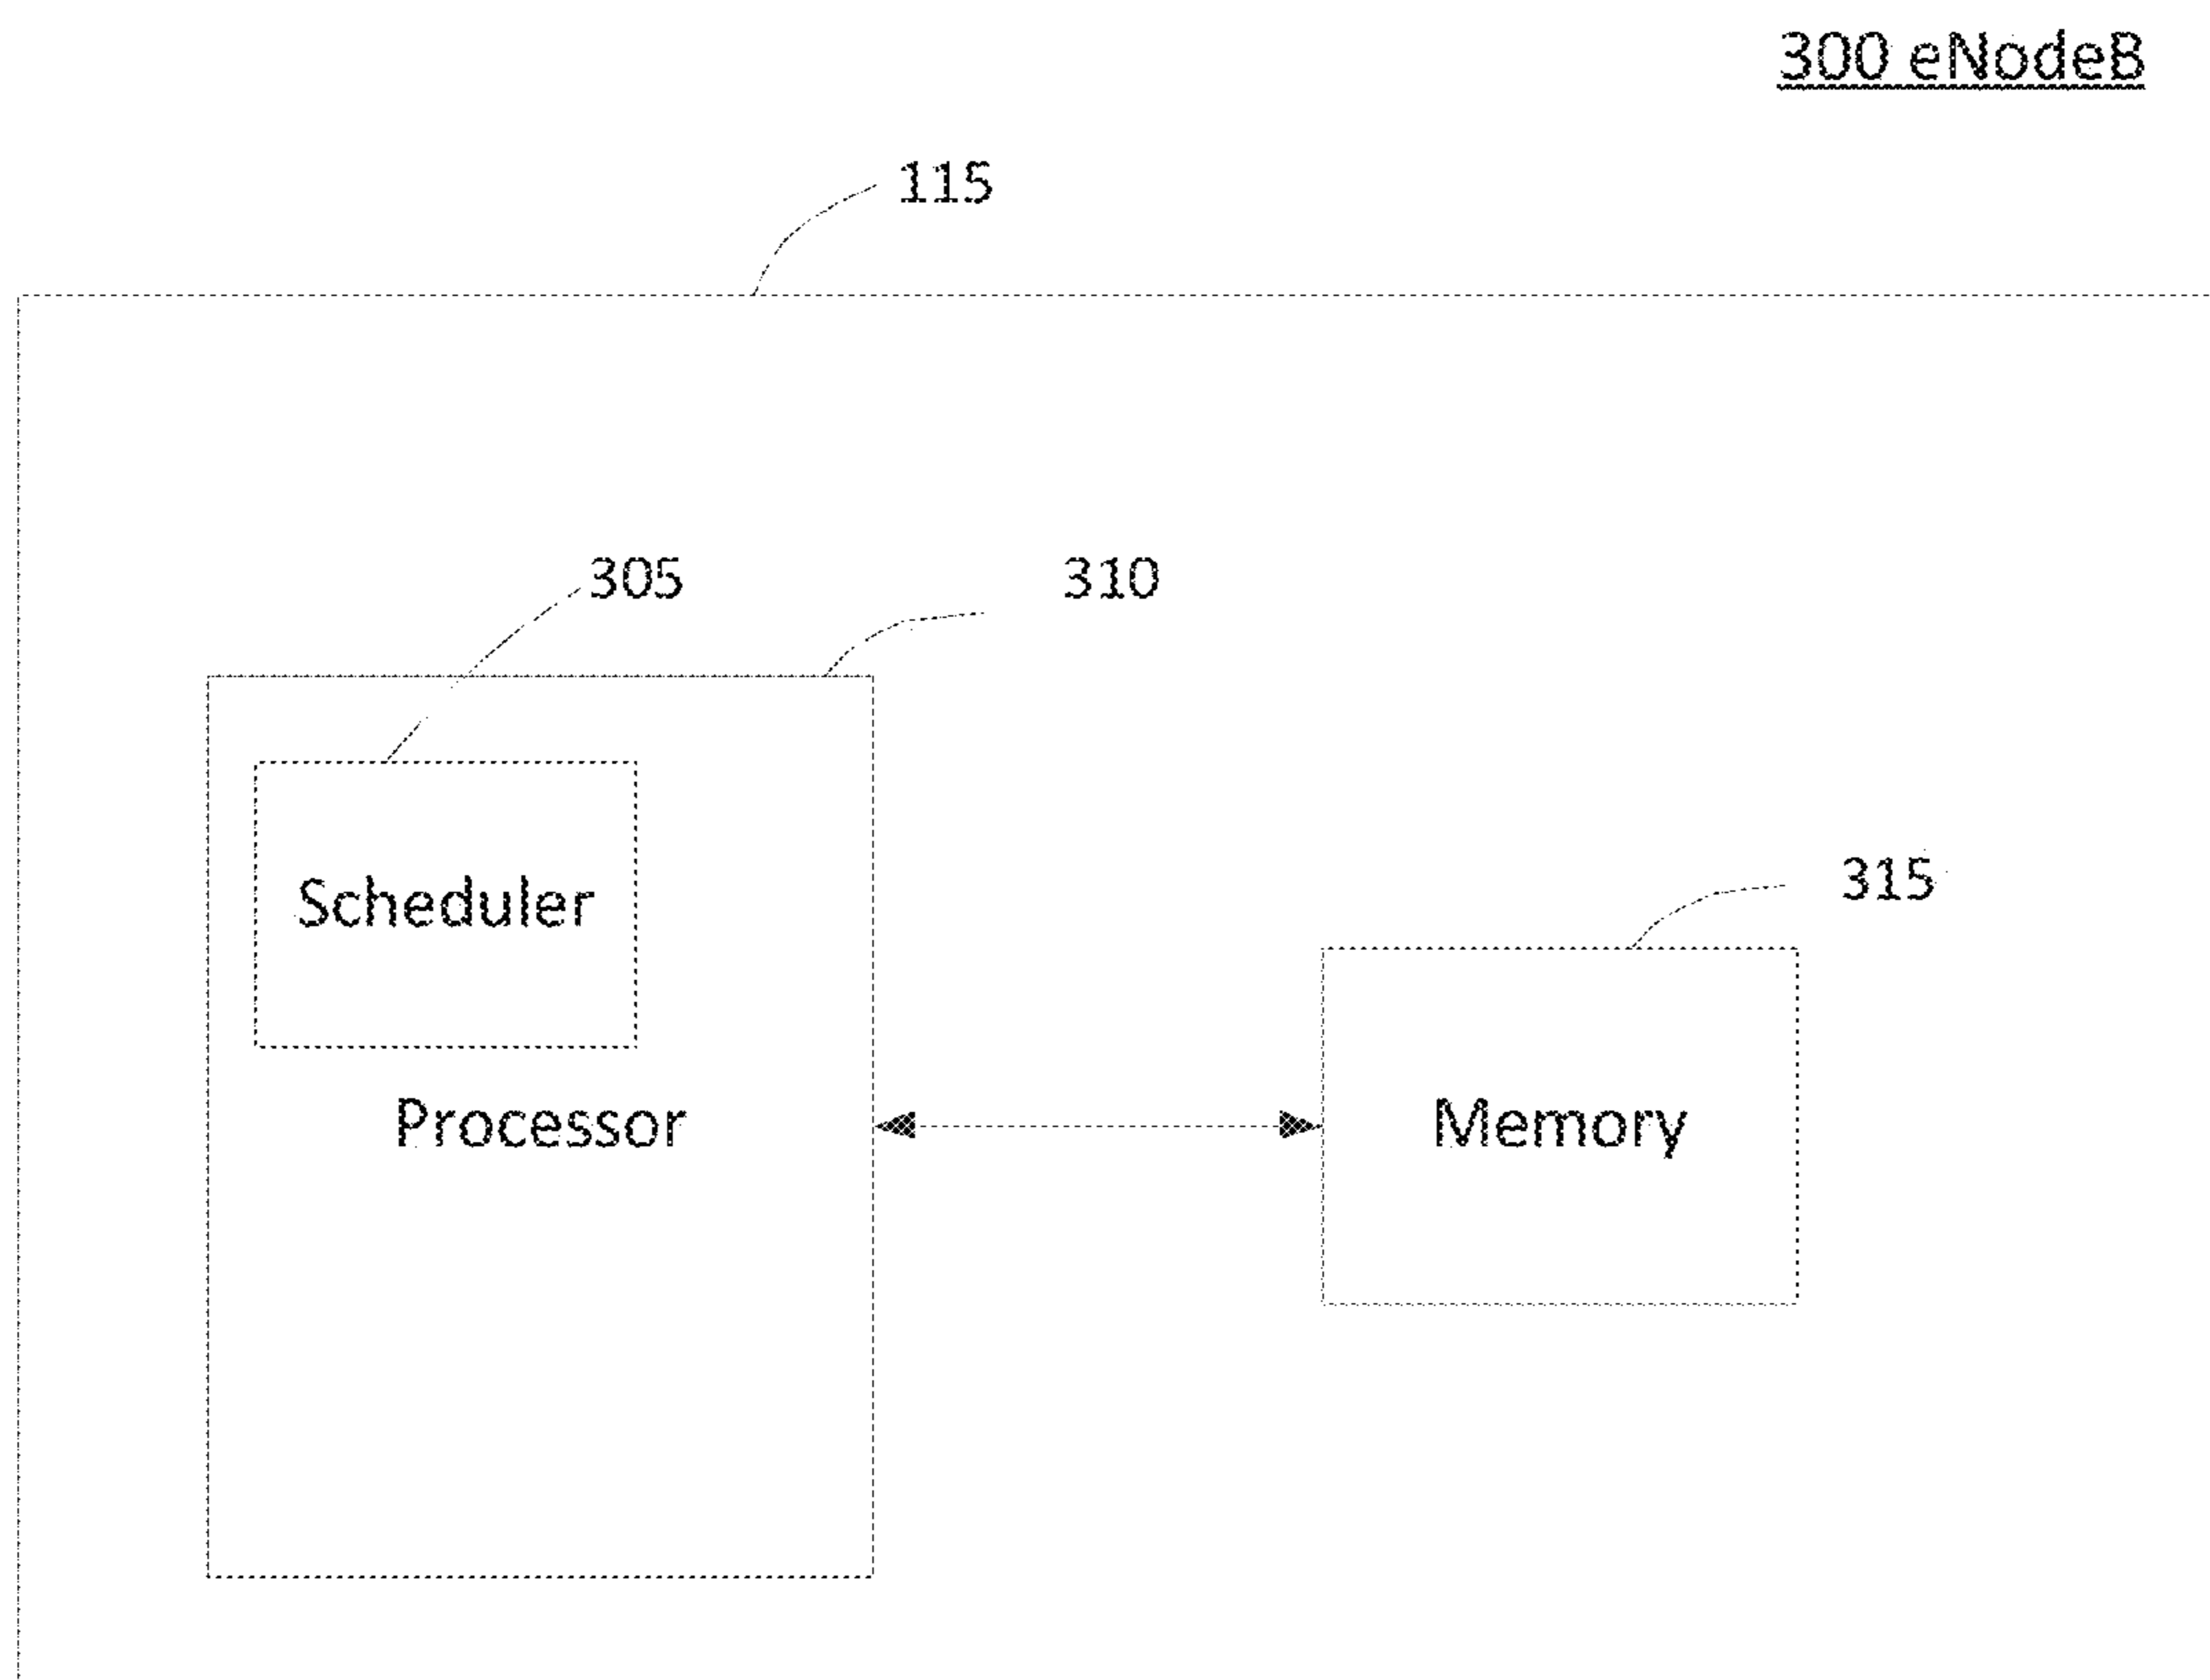 300 eNodeB
115
305
310
Scheduler
315
Processor
Memory